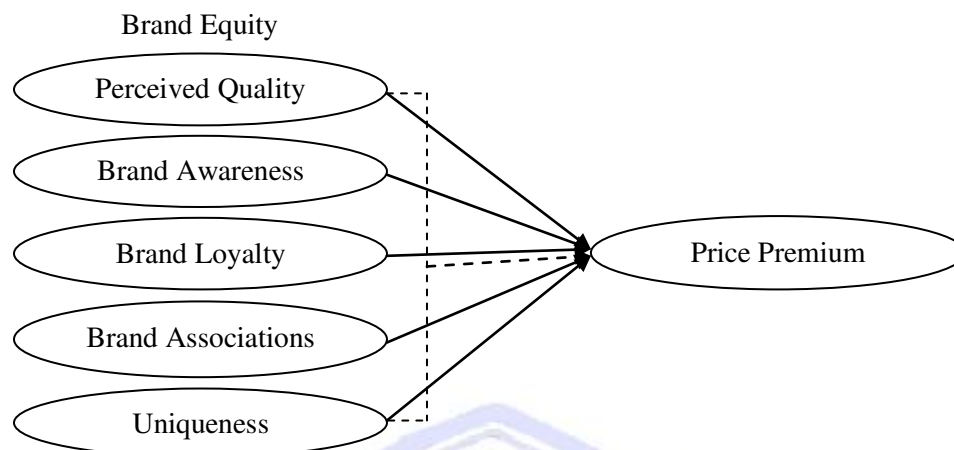 Brand Equity
Perceived Quality
Brand Awareness
Brand Loyalty
Price Premium
Brand Associations
Uniqueness